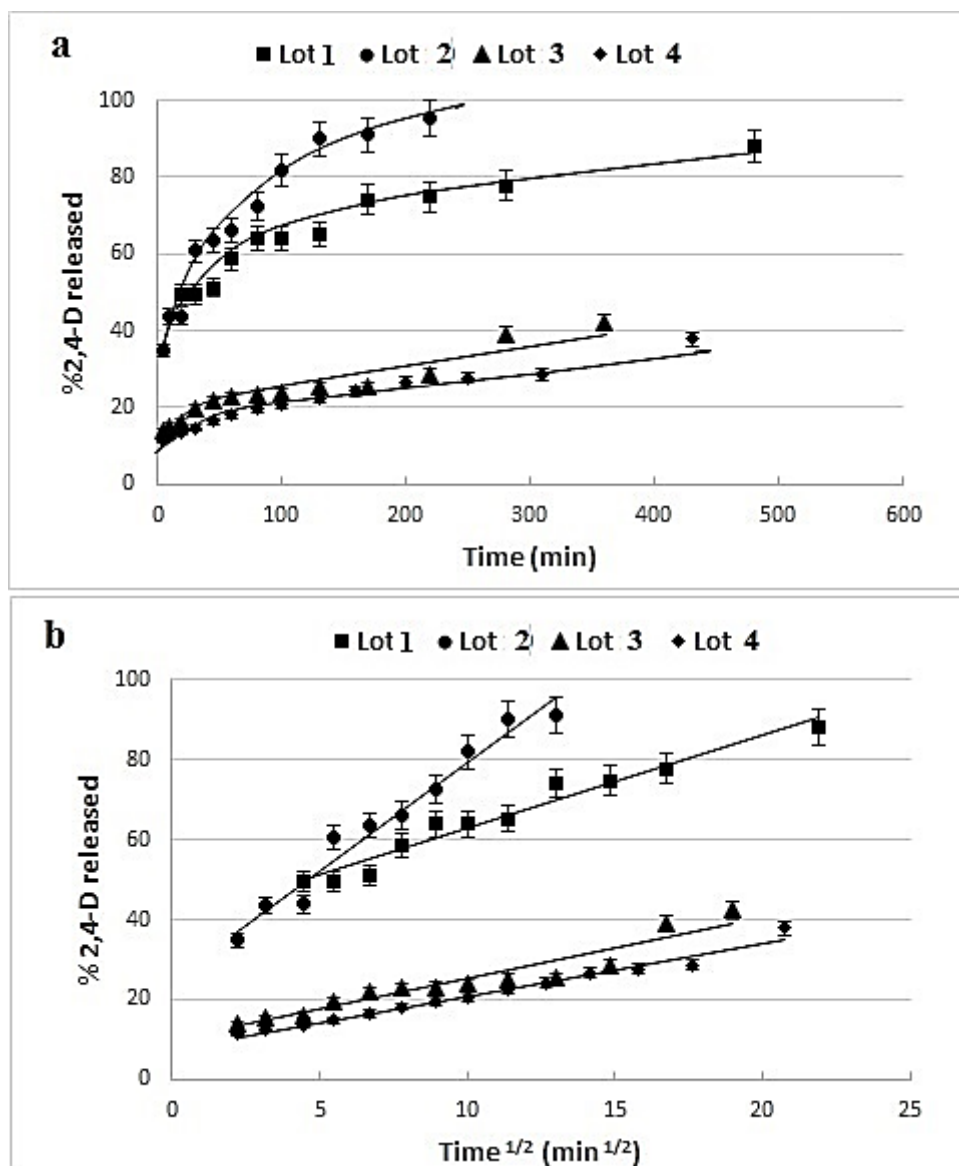 a
Lot 1 Lot 2 Lot 3 Lot 4
100
80
60
40
20
0
%2,4-D released
0 100 200 300 400 500 600
Time (min)
b
Lot 1 Lot 2 Lot 3 Lot 4
100
80
60
40
20
0
%2,4-D released
0 5 10 15 20 25
Time 1/2 (min 1/2)